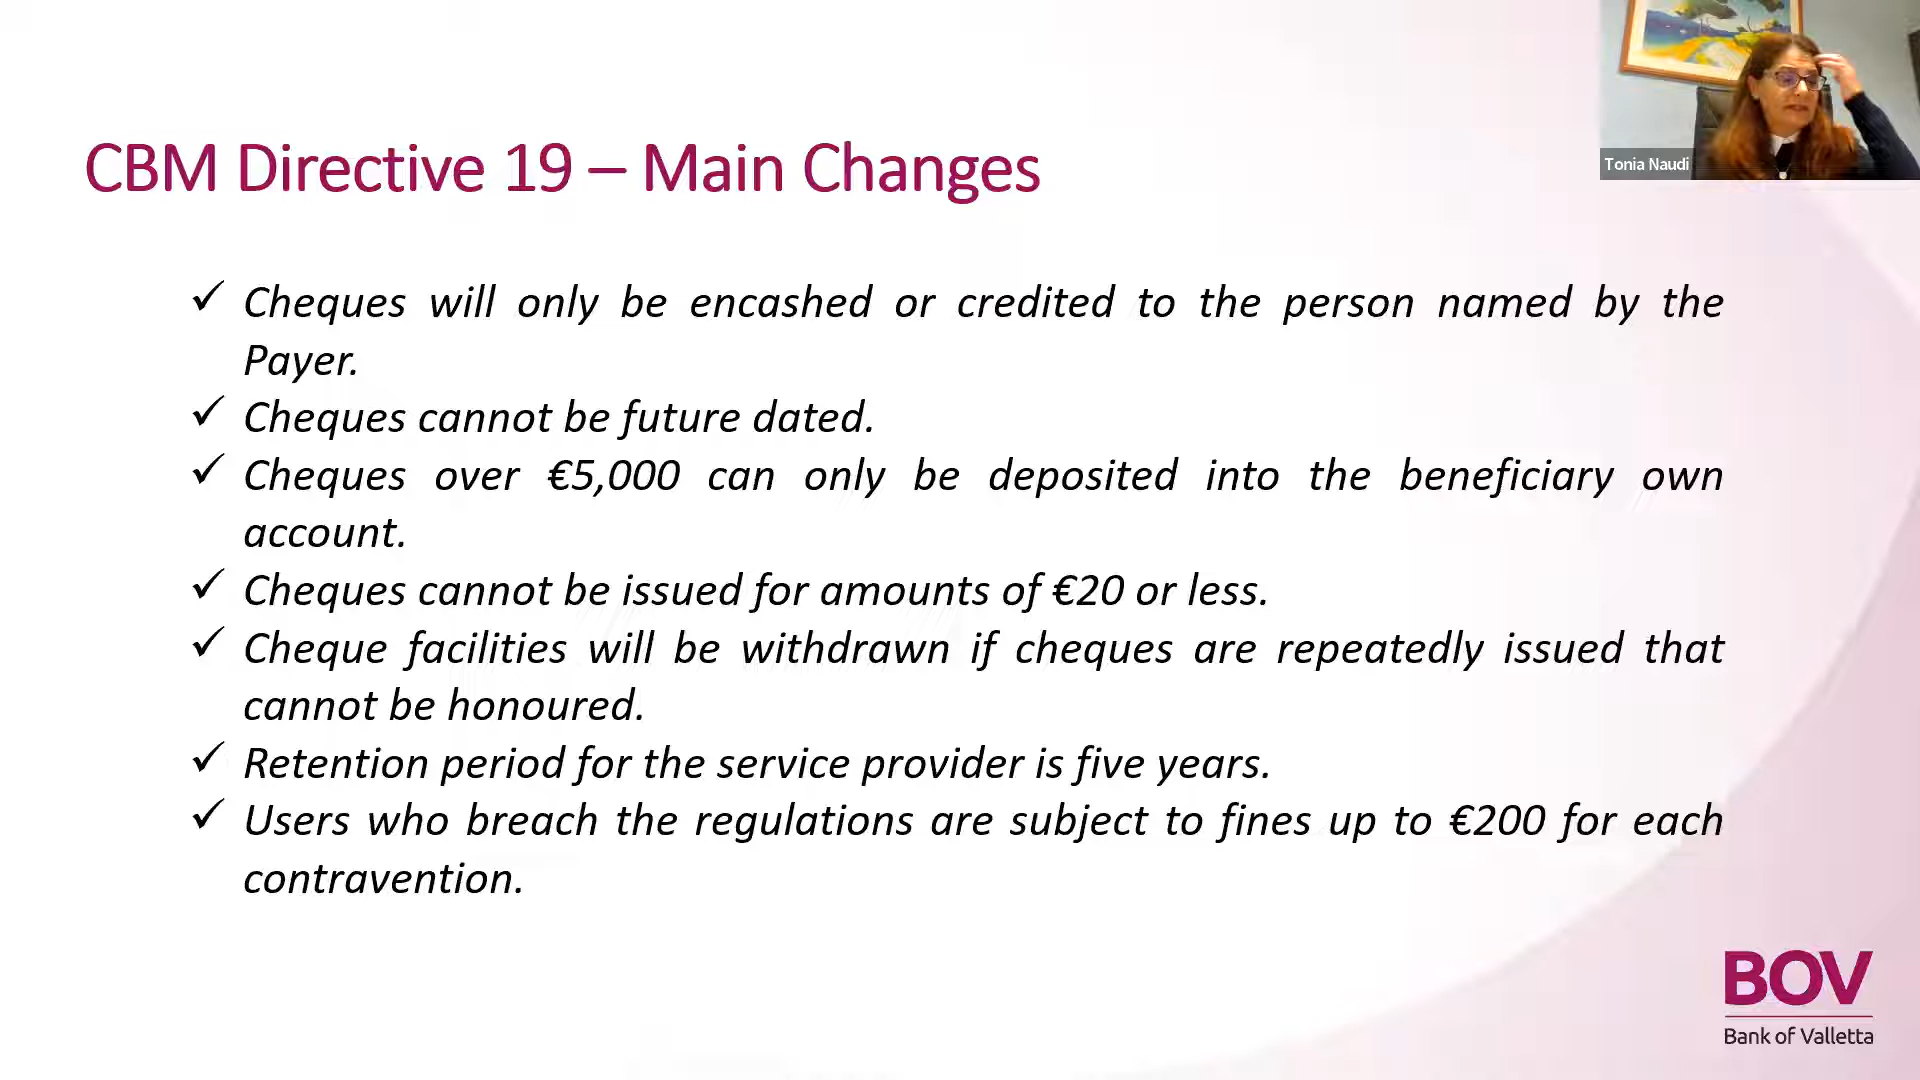 Tonia Naudi
CBM Directive 19 – Main Changes
✓ Cheques will only be encashed or credited to the person named by the
Payer.
✓ Cheques cannot be future dated.
✓ Cheques over €5,000 can only be deposited into the beneficiary own
account.
✓ Cheques cannot be issued for amounts of €20 or less.
✓ Cheque facilities will be withdrawn if cheques are repeatedly issued that
cannot be honoured.
✓ Retention period for the service provider is five years.
✓ Users who breach the regulations are subject to fines up to €200 for each
contravention.
BOV
Bank of Valletta